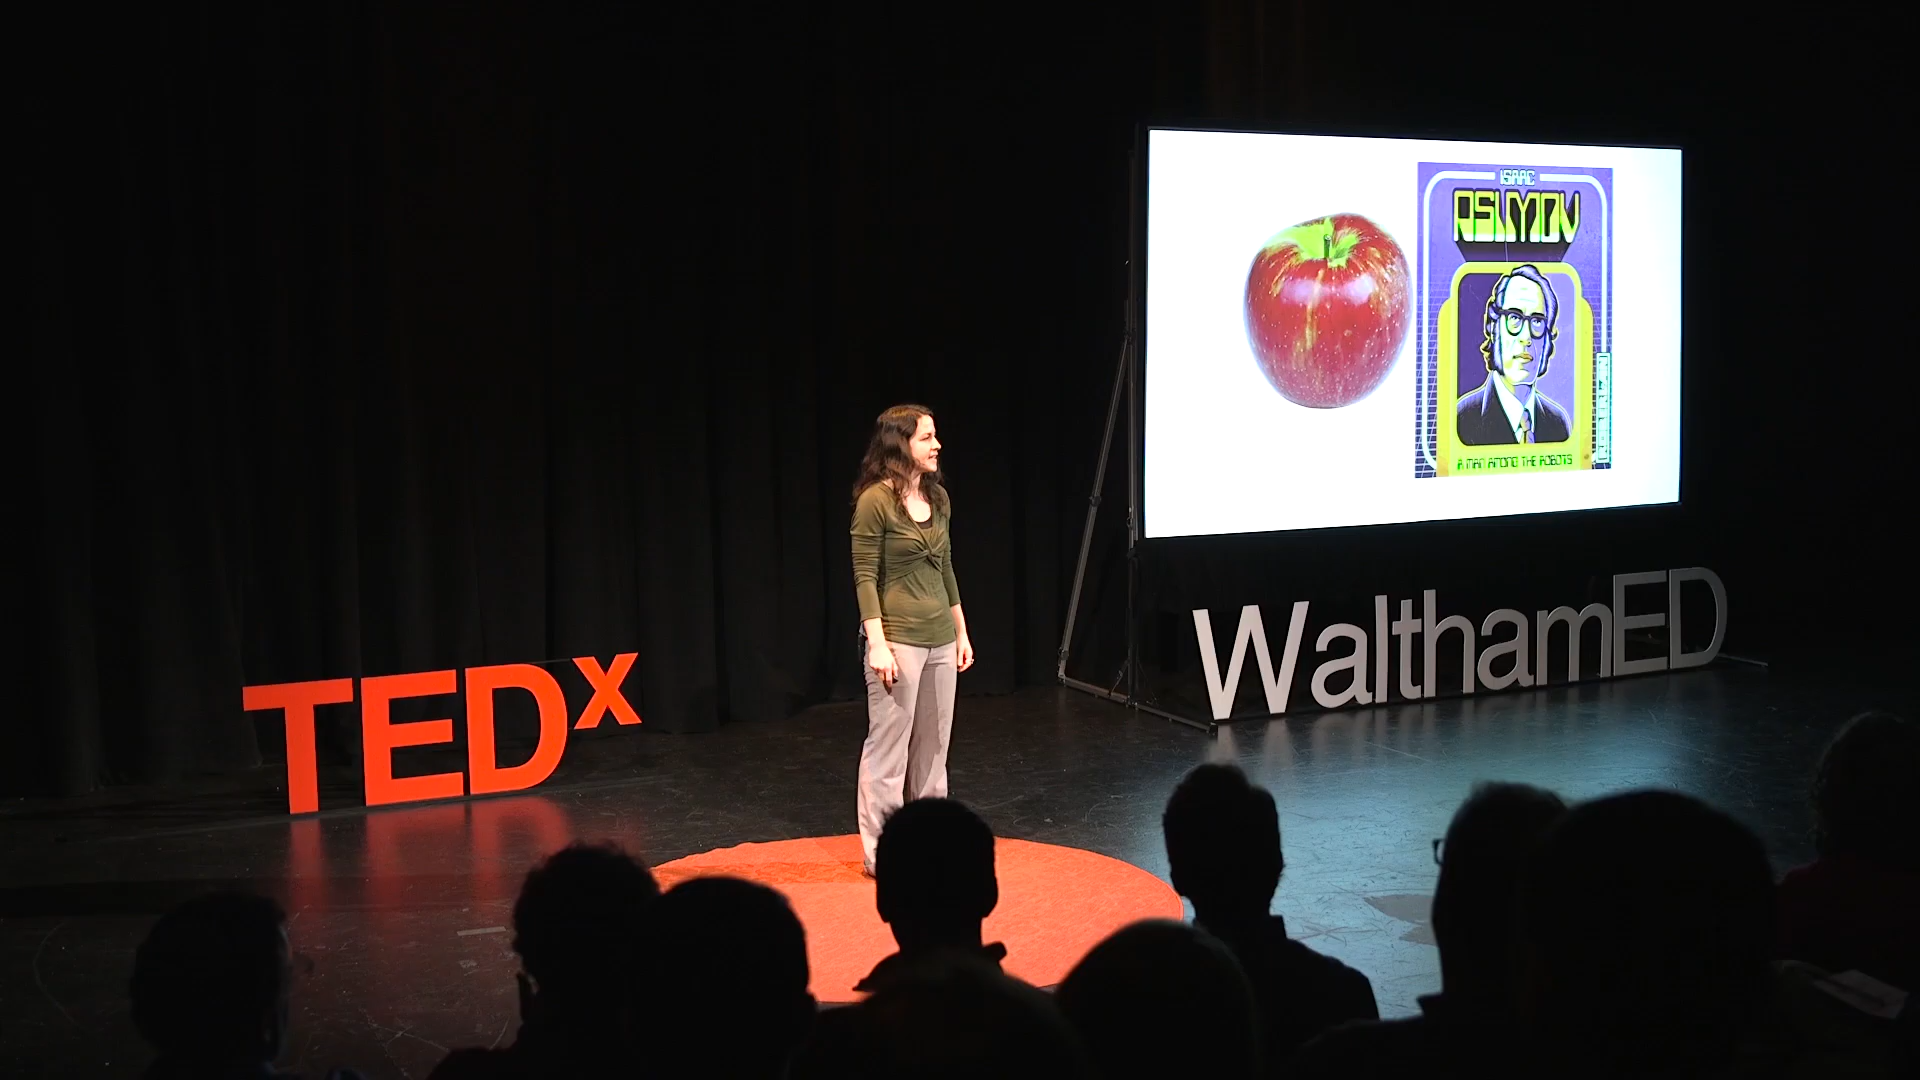 ISAAC
ASIMOV
A MAN AMONG THE ROBOTS
TEDx
WalthamED